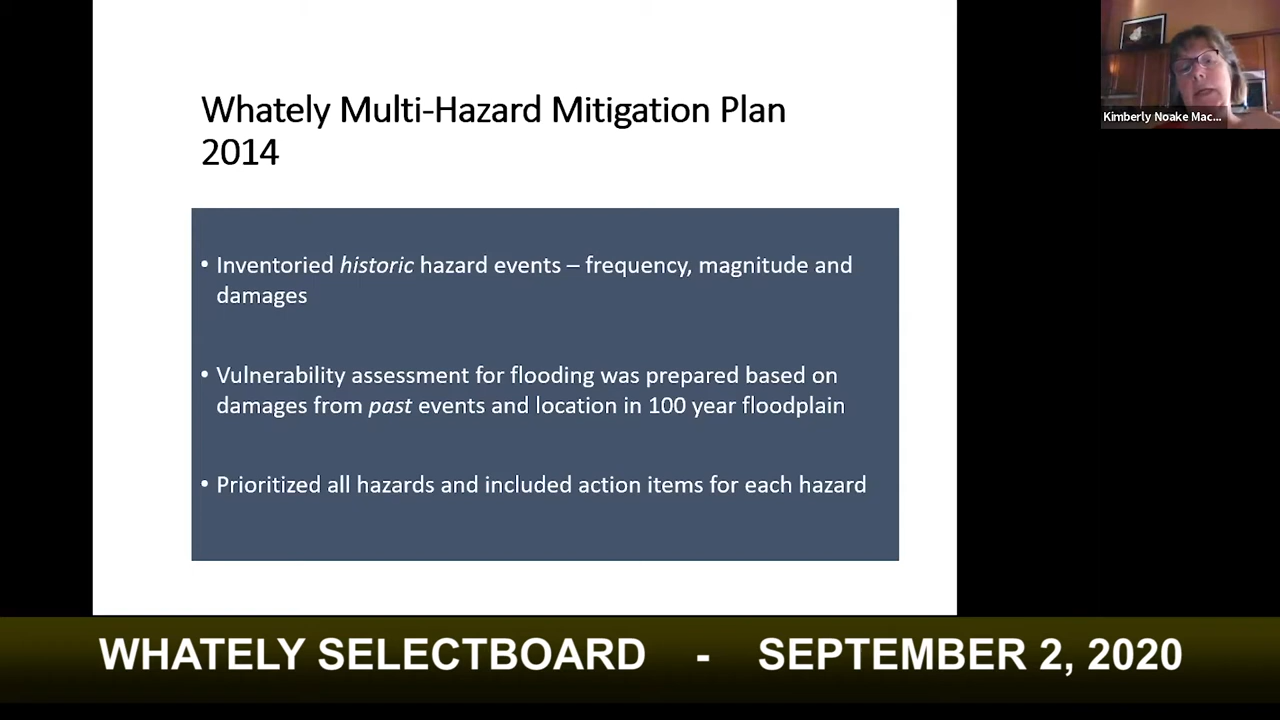 Whately Multi-Hazard Mitigation Plan
2014
• Inventoried historic hazard events – frequency, magnitude and
damages
• Vulnerability assessment for flooding was prepared based on
damages from past events and location in 100 year floodplain
• Prioritized all hazards and included action items for each hazard
Kimberly Noake Mac...
WHATELY SELECTBOARD - SEPTEMBER 2, 2020